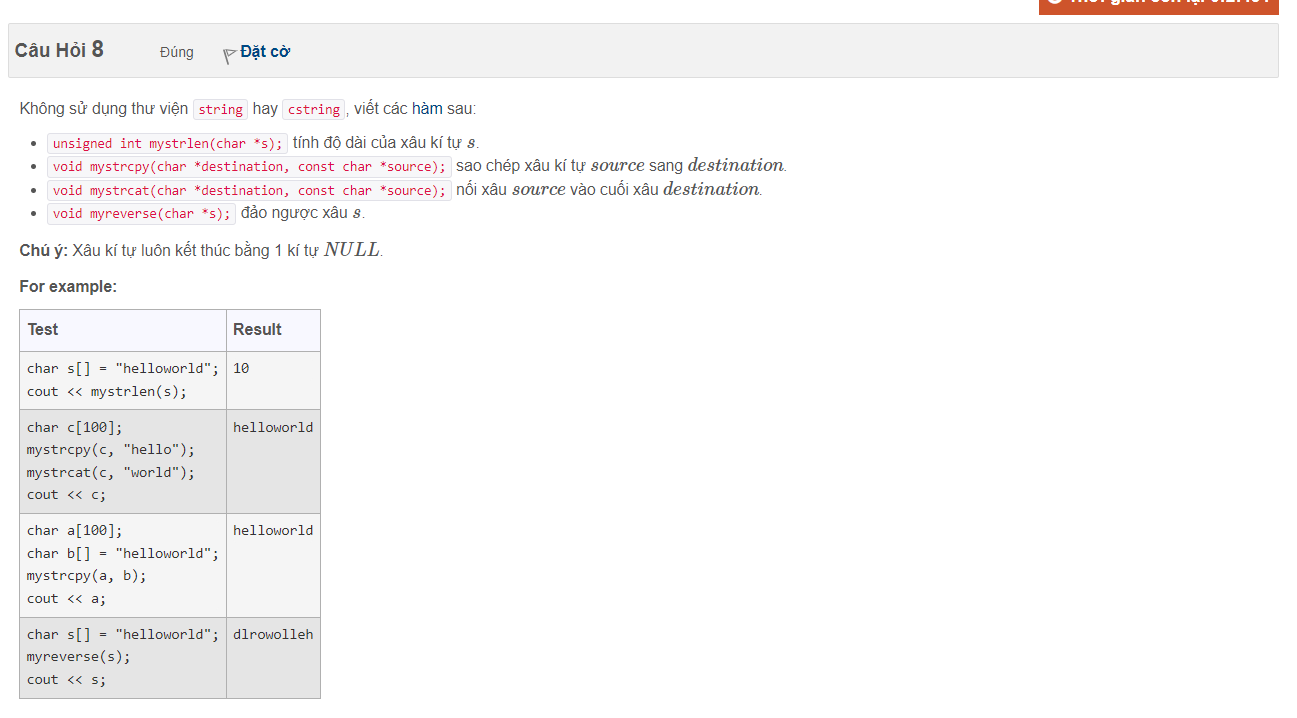 Câu Hỏi 8 Đúng Đặt cờ
Không sử dụng thư viện string hay cstring, viết các hàm sau:
• unsigned int mystrlen(char *s); tính độ dài của xâu kí tự s.
• void mystrcpy(char *destination, const char *source); sao chép xâu kí tự source sang destination.
• void mystrcat(char *destination, const char *source); nối xâu source vào cuối xâu destination.
• void myreverse(char *s); đảo ngược xâu s.
Chú ý: Xâu kí tự luôn kết thúc bằng 1 kí tự NULL.
For example:
Test Result
char s[] = "helloworld"; 10
cout << mystrlen(s);
char c[100]; helloworld
mystrcpy(c, "hello");
mystrcat(c, "world");
cout << c;
char a[100]; helloworld
char b[] = "helloworld";
mystrcpy(a, b);
cout << a;
char s[] = "helloworld"; dlrowolleh
myreverse(s);
cout << s;